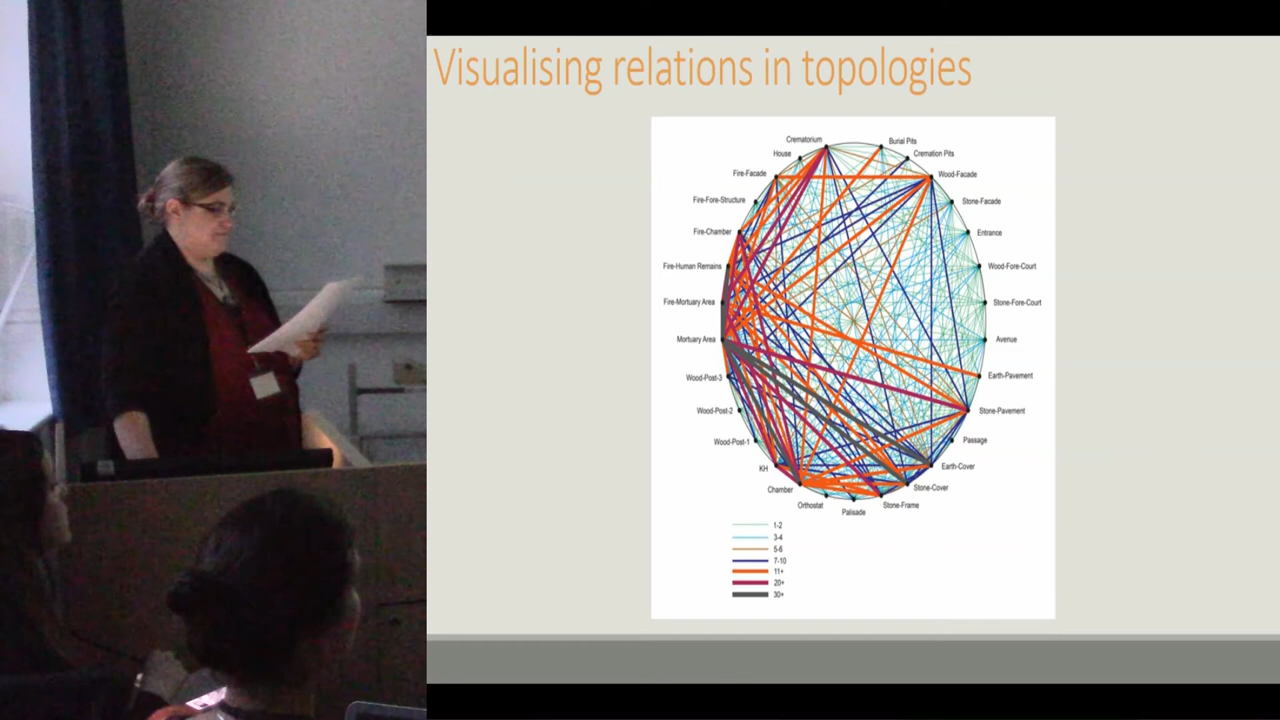 Visualising relations in topologies
Crematorium
Burial Pits
House
Cremation Pits
Fire-Facade
Wood-Facade
Fire-Fore-Structure
Stone-Facade
Fire-Chamber
Entrance
Fire-Human Remains
Wood-Fore-Court
Fire-Mortuary Area
Stone-Fore-Court
Mortuary Area
Avenue
Wood-Post-3
Earth-Pavement
Wood-Post-2
Stone-Pavement
Wood-Post-1
Passage
KH
Earth-Cover
Chamber
Stone-Cover
Orthostat
Stone-Frame
Palisade
1-2
3-4
5-6
7-10
11+
20+
30+